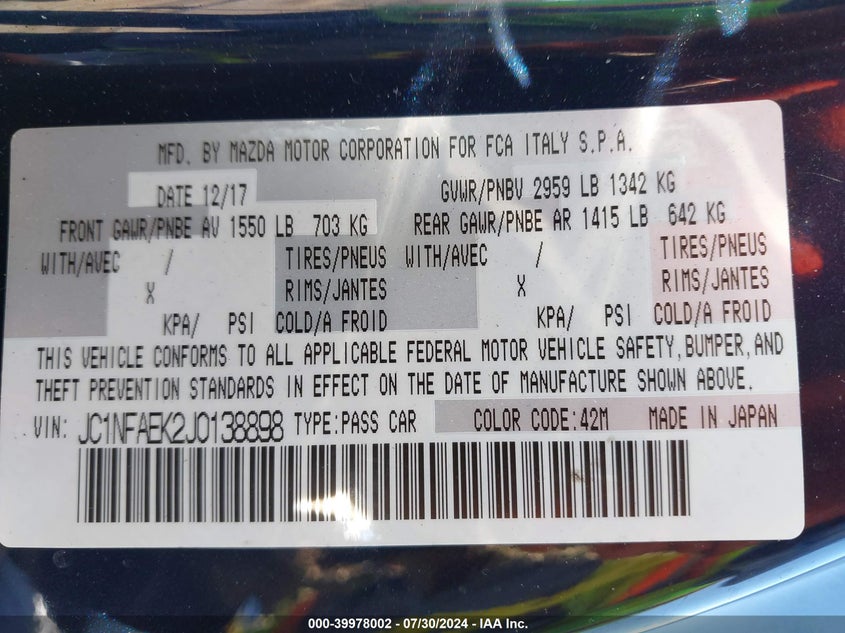 MFD. BY MAZDA MOTOR CORPORATION FOR FCA ITALY S.P.A.
DATE 12/17 GVWR/PNBV 2959 LB 1342 KG
FRONT GAWR/PNBE AV 1550 LB 703 KG REAR GAWR/PNBE AR 1415 LB 642 KG
WITH/AVEC / TIRES/PNEUS WITH/AVEC / TIRES/PNEUS
X RIMS/JANTES X RIMS/JANTES
KPA/ PSI COLD/A FROID KPA/ PSI COLD/A FROID
THIS VEHICLE CONFORMS TO ALL APPLICABLE FEDERAL MOTOR VEHICLE SAFETY, BUMPER, AND
THEFT PREVENTION STANDARDS IN EFFECT ON THE DATE OF MANUFACTURE SHOWN ABOVE.
VIN: JC1NFAEK2J0138898 TYPE:PASS CAR COLOR CODE:42M MADE IN JAPAN
000-39978002 - 07/30/2024 - IAA Inc.